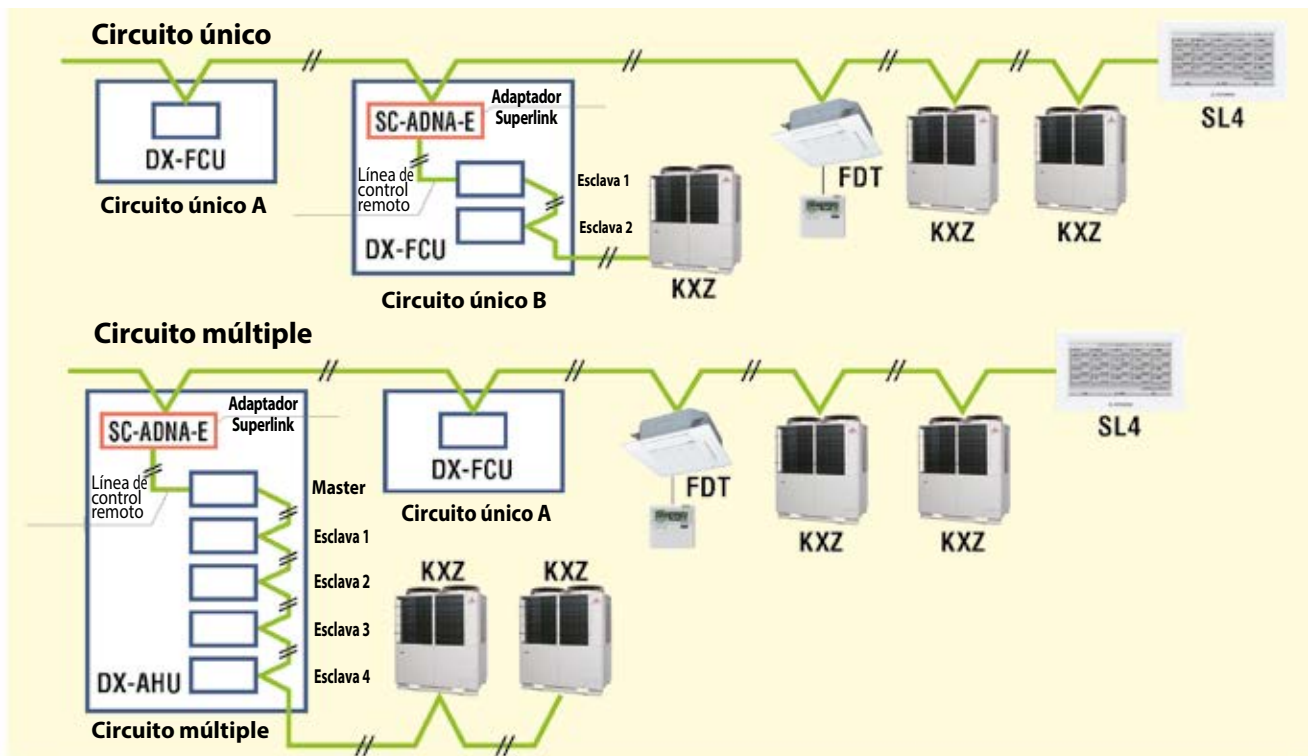 Circuito único
DX-FCU
Circuito único A
SC-ADNA-E
Adaptador
Superlink
Línea de
control
remoto
Esclava 1
Esclava 2
DX-FCU
Circuito único B
KXZ
FDT
KXZ
KXZ
SL4
Circuito múltiple
SC-ADNA-E
Adaptador
Superlink
Línea de
control
remoto
Master
Esclava 1
Esclava 2
Esclava 3
Esclava 4
DX-AHU
Circuito múltiple
DX-FCU
Circuito único A
KXZ
KXZ
FDT
KXZ
KXZ
SL4